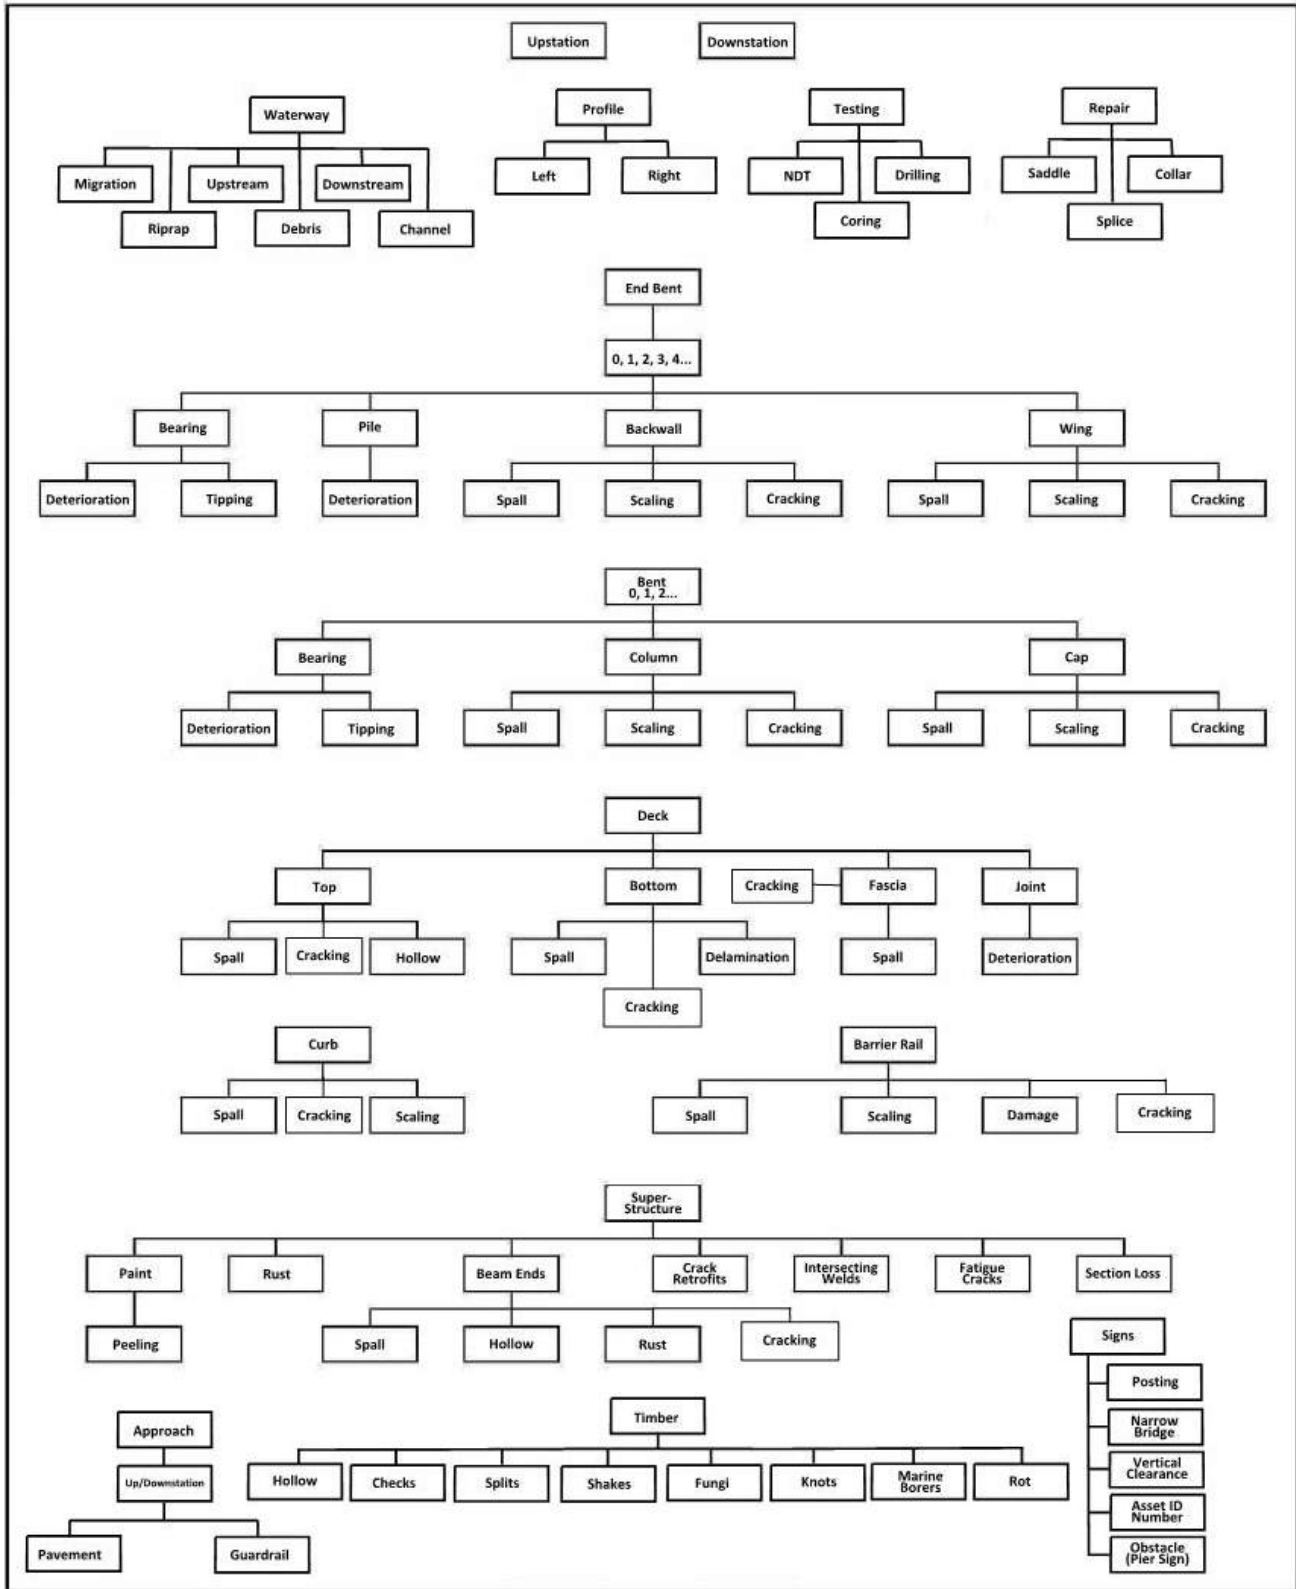 Upstation
Downstation
Waterway
Profile
Testing
Repair
Migration
Upstream
Downstream
Left
Right
NDT
Drilling
Saddle
Collar
Riprap
Debris
Channel
Coring
Splice
End Bent
0, 1, 2, 3, 4...
Bearing
Pile
Backwall
Wing
Deterioration
Tipping
Deterioration
Spall
Scaling
Cracking
Spall
Scaling
Cracking
Bent
0, 1, 2...
Bearing
Column
Cap
Deterioration
Tipping
Spall
Scaling
Cracking
Spall
Scaling
Cracking
Deck
Top
Bottom
Cracking
Fascia
Joint
Spall
Cracking
Hollow
Spall
Delamination
Spall
Deterioration
Cracking
Curb
Barrier Rail
Spall
Cracking
Scaling
Spall
Scaling
Damage
Cracking
Super-
Structure
Paint
Rust
Beam Ends
Crack
Retrofits
Intersecting
Welds
Fatigue
Cracks
Section Loss
Peeling
Spall
Hollow
Rust
Cracking
Signs
Posting
Narrow
Bridge
Vertical
Clearance
Asset ID
Number
Obstacle
(Pier Sign)
Approach
Up/Downstation
Pavement
Guardrail
Timber
Hollow
Checks
Splits
Shakes
Fungi
Knots
Marine
Borers
Rot